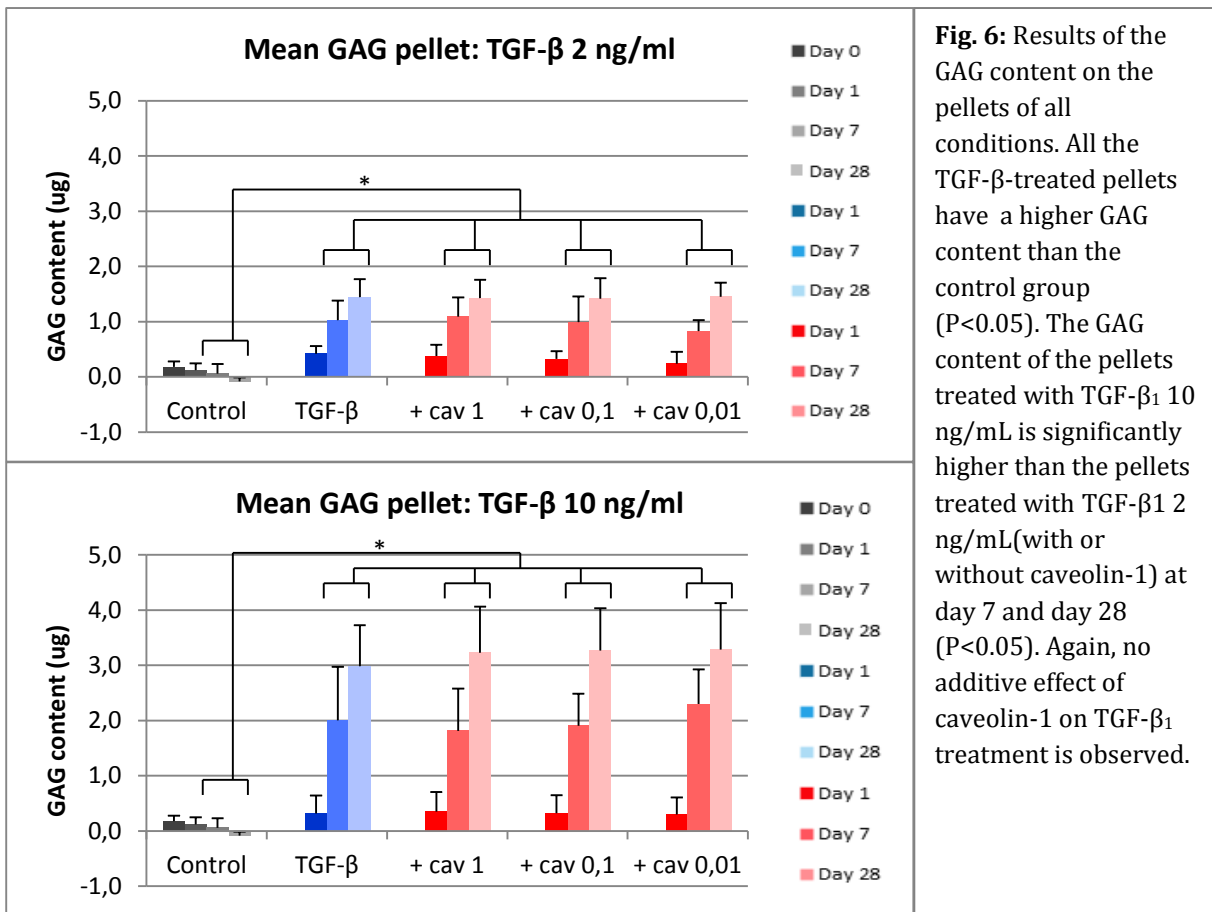 Mean GAG pellet: TGF-β 2 ng/ml
5,0
4,0
3,0
2,0
1,0
0,0
-1,0
GAG content (ug)
*
Control
TGF-β
+ cav 1
+ cav 0,1
+ cav 0,01
Day 0
Day 1
Day 7
Day 28
Day 1
Day 7
Day 28
Day 1
Day 7
Day 28
Mean GAG pellet: TGF-β 10 ng/ml
5,0
4,0
3,0
2,0
1,0
0,0
-1,0
GAG content (ug)
*
Control
TGF-β
+ cav 1
+ cav 0,1
+ cav 0,01
Day 0
Day 1
Day 7
Day 28
Day 1
Day 7
Day 28
Day 1
Day 7
Day 28
Fig. 6: Results of the
GAG content on the
pellets of all
conditions. All the
TGF-β-treated pellets
have a higher GAG
content than the
control group
(P<0.05). The GAG
content of the pellets
treated with TGF-β₁ 10
ng/mL is significantly
higher than the pellets
treated with TGF-β1 2
ng/mL(with or
without caveolin-1) at
day 7 and day 28
(P<0.05). Again, no
additive effect of
caveolin-1 on TGF-β₁
treatment is observed.